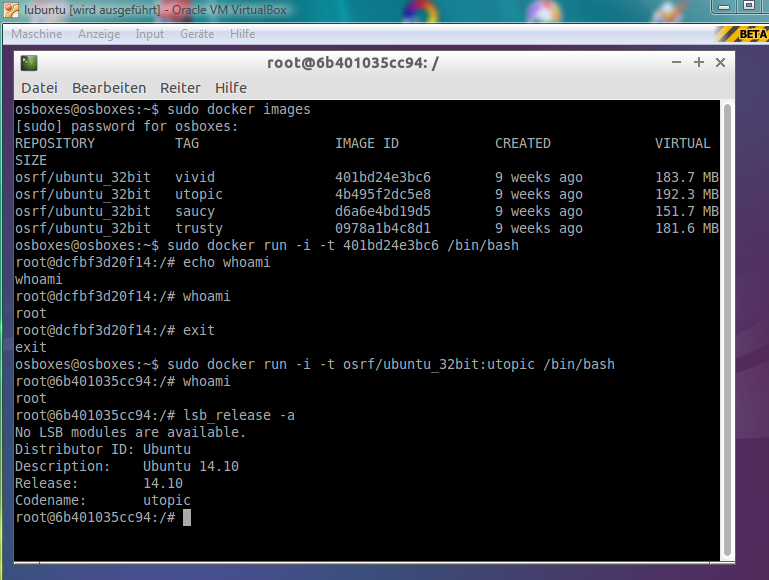 lubuntu [wird ausgeführt] - Oracle VM VirtualBox
Maschine Anzeige Input Geräte Hilfe
BETA
root@6b401035cc94: /
Datei Bearbeiten Reiter Hilfe
osboxes@osboxes:~$ sudo docker images
[sudo] password for osboxes:
REPOSITORY TAG IMAGE ID CREATED VIRTUAL
SIZE
osrf/ubuntu_32bit vivid 401bd24e3bc6 9 weeks ago 183.7 MB
osrf/ubuntu_32bit utopic 4b495f2dc5e8 9 weeks ago 192.3 MB
osrf/ubuntu_32bit saucy d6a6e4bd19d5 9 weeks ago 151.7 MB
osrf/ubuntu_32bit trusty 0978a1b4c8d1 9 weeks ago 181.6 MB
osboxes@osboxes:~$ sudo docker run -i -t 401bd24e3bc6 /bin/bash
root@dcfbf3d20f14:/# echo whoami
whoami
root@dcfbf3d20f14:/# whoami
root
root@dcfbf3d20f14:/# exit
exit
osboxes@osboxes:~$ sudo docker run -i -t osrf/ubuntu_32bit:utopic /bin/bash
root@6b401035cc94:/# whoami
root
root@6b401035cc94:/# lsb_release -a
No LSB modules are available.
Distributor ID: Ubuntu
Description: Ubuntu 14.10
Release: 14.10
Codename: utopic
root@6b401035cc94:/#